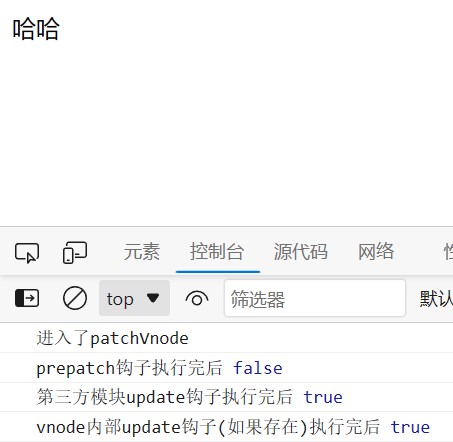 哈哈
元素 控制台 源代码 网络
top 筛选器 默认
进入了patchVnode
prepatch钩子执行完后 false
第三方模块update钩子执行完后 true
vnode内部update钩子(如果存在)执行完后 true